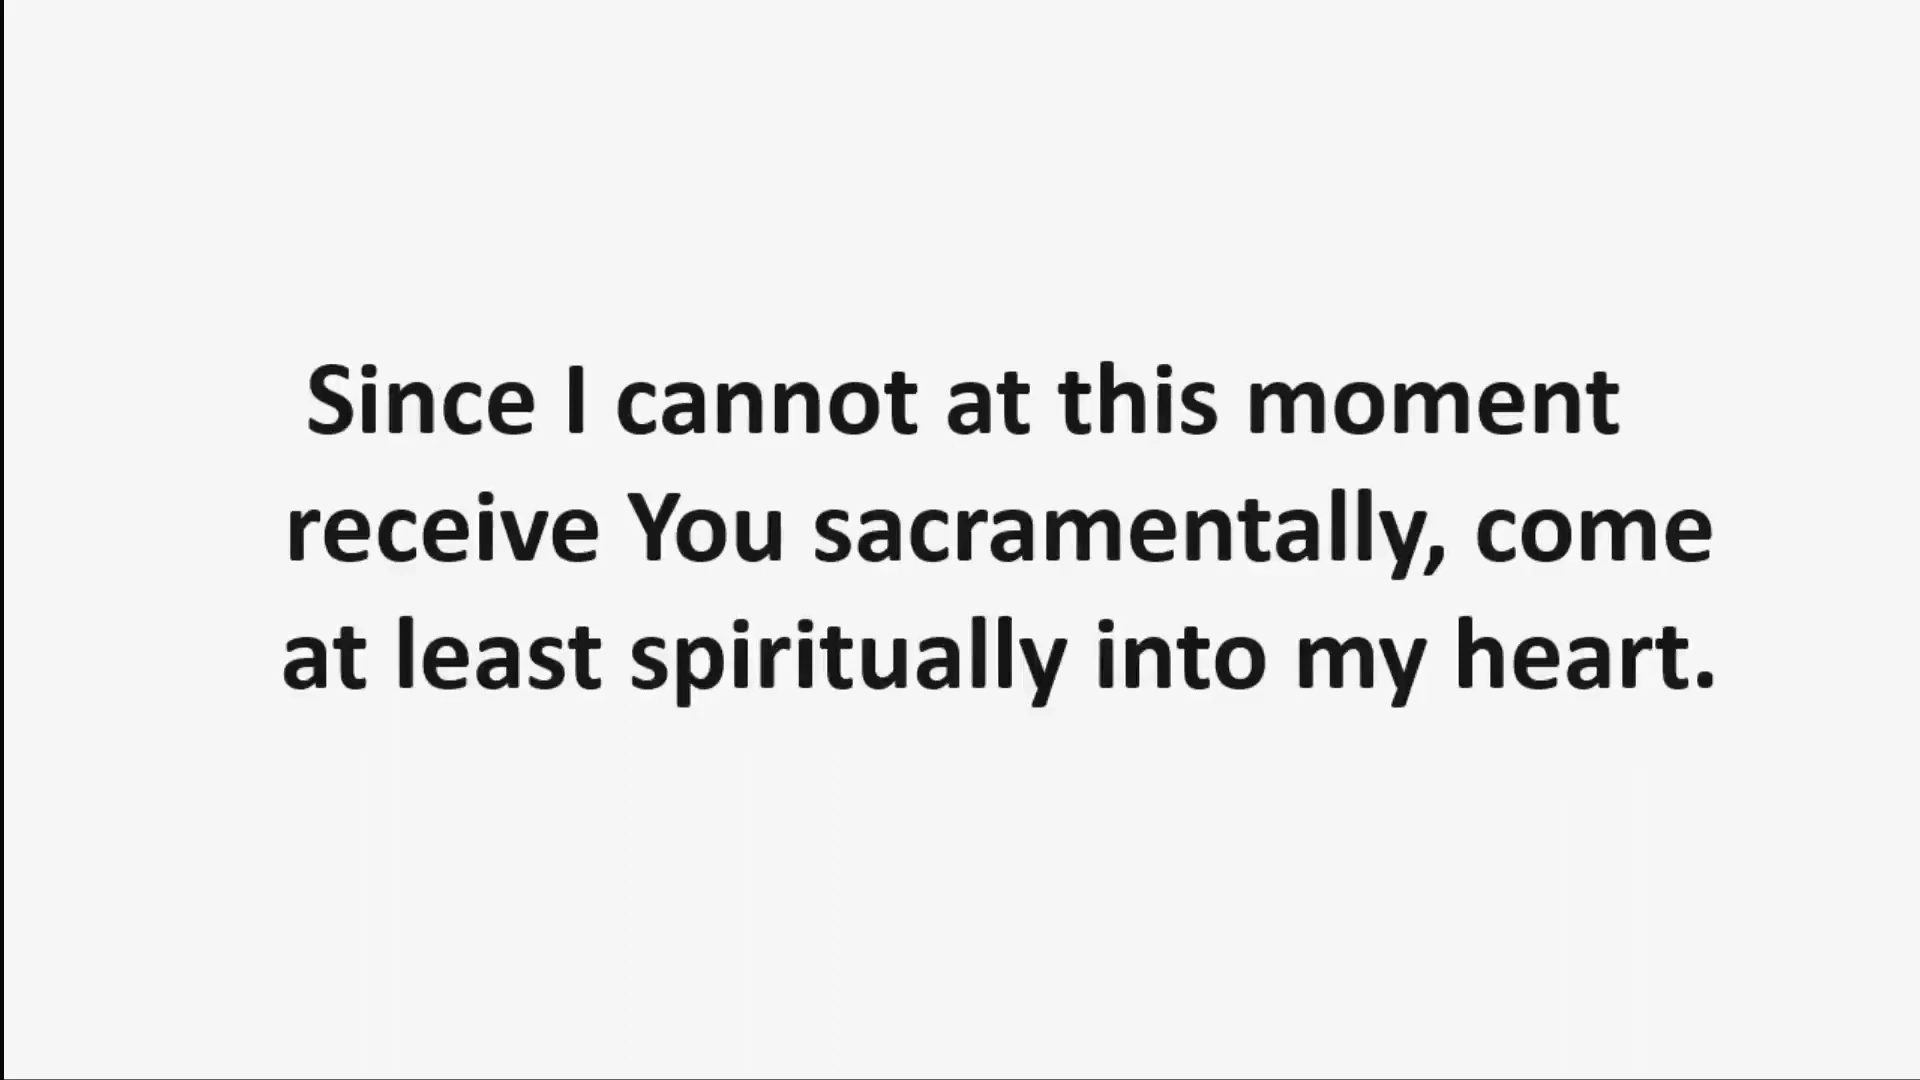 Since I cannot at this moment
receive You sacramentally, come
at least spiritually into my heart.